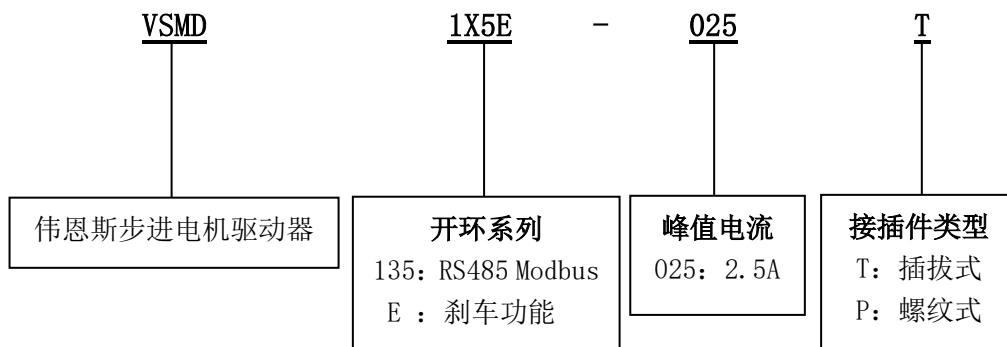 VSMD 1X5E - 025 T
伟恩斯步进电机驱动器
开环系列
135: RS485 Modbus
E : 刹车功能
峰值电流
025: 2.5A
接插件类型
T: 插拔式
P: 螺纹式